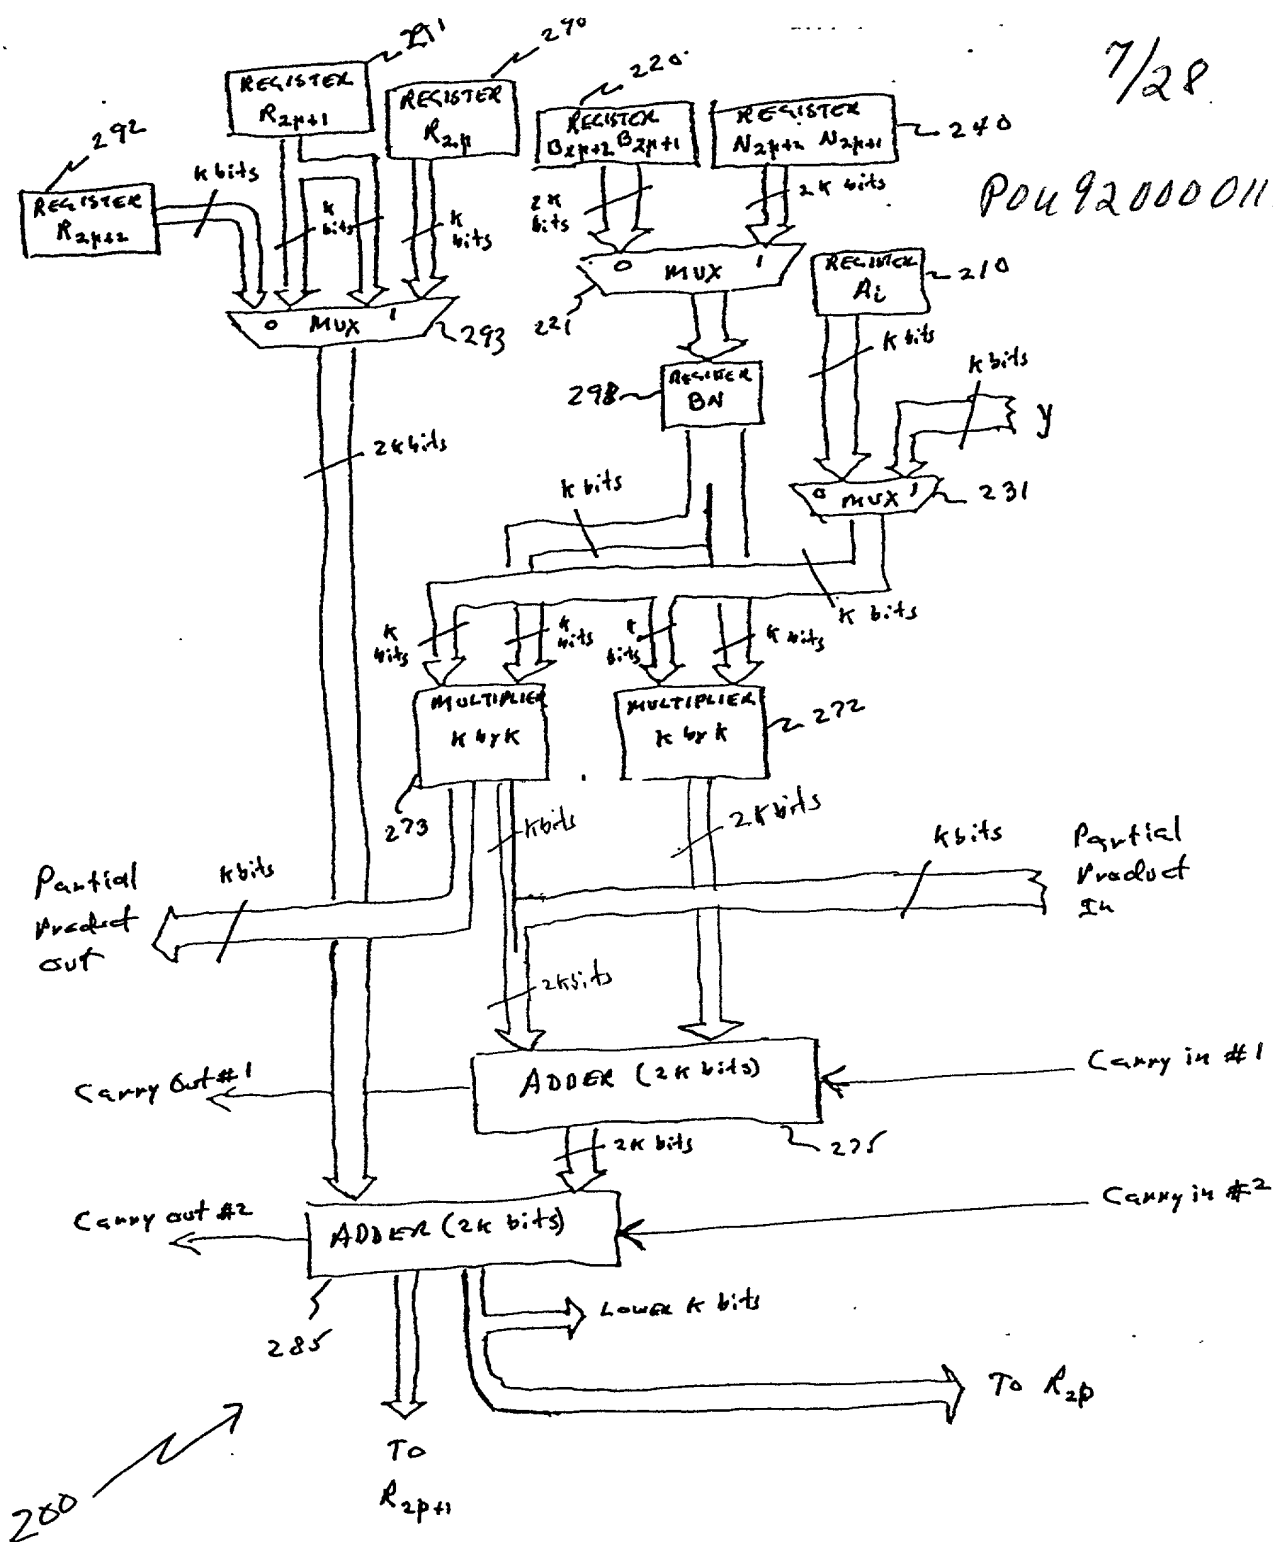 7/28
POU92000011
291
REGISTER
R2p+1
290
REGISTER
R2p
220
REGISTER
B2p+2 B2p+1
REGISTER
N2p+2 N2p+1
240
292
REGISTER
R2p+2
K bits
K bits
K bits
2K bits
2K bits
0 MUX 1
293
0 MUX 1
221
REGISTER
Ai
210
K bits
K bits
y
298
REGISTER
BN
2K bits
0 MUX 1
231
K bits
K bits
K bits
K bits
K bits
K bits
MULTIPLIER
K by K
273
MULTIPLIER
K by K
272
K bits
2K bits
Partial
Product
out
K bits
K bits
Partial
Product
In
2K bits
Carry Out #1
ADDER (2K bits)
Carry in #1
2K bits
275
Carry out #2
ADDER (2K bits)
Carry in #2
285
LOWER K bits
To R2p
To
R2p+1
200